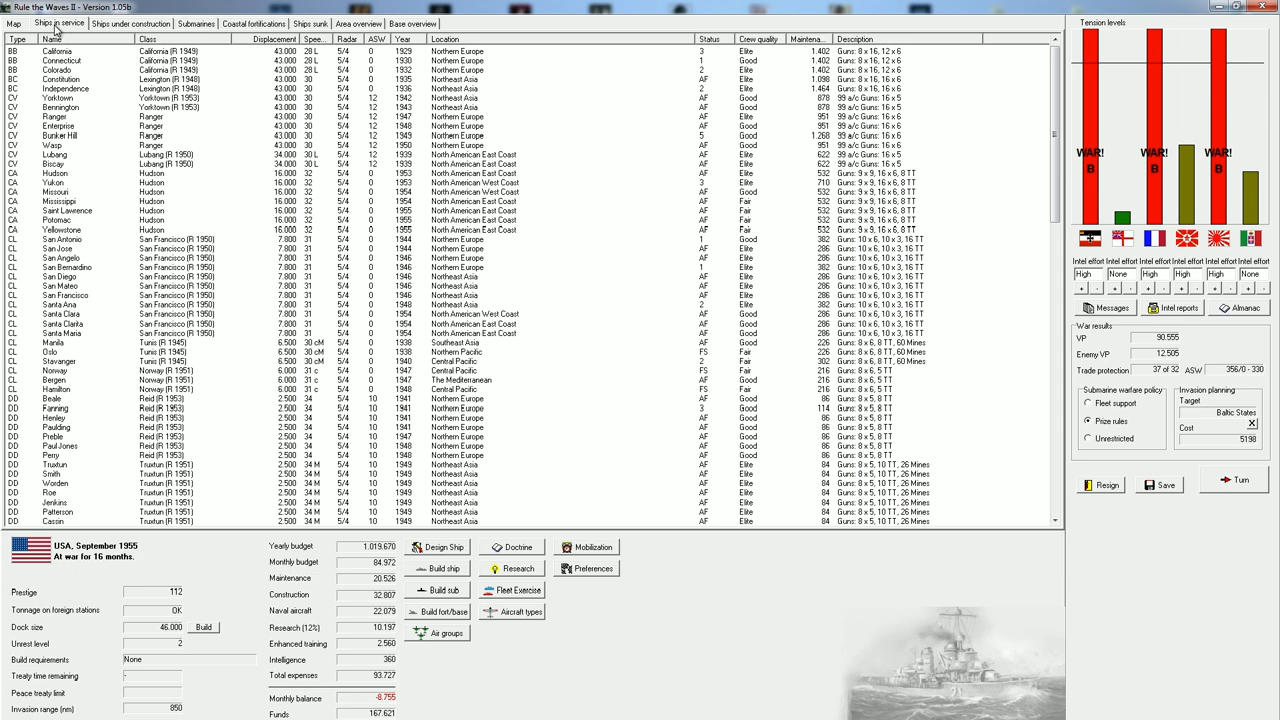 Rule the Waves II - Version 1.05b
Map Ships in service Ships under construction Submarines Coastal fortifications Ships sunk Area overview Base overview
Type Name Class Displacement Spee... Radar ASW Year Location Status Crew quality Maintena... Description
BB California California (R 1949) 43.000 28 L 5/4 0 1929 Northern Europe 3 Elite 1.402 Guns: 8 x 16, 12 x 6
BB Connecticut California (R 1949) 43.000 28 L 5/4 0 1930 Northern Europe 1 Good 1.402 Guns: 8 x 16, 12 x 6
BB Colorado California (R 1949) 43.000 28 L 5/4 0 1932 Northern Europe 2 Elite 1.402 Guns: 8 x 16, 12 x 6
BC Constitution Lexington (R 1948) 43.000 30 5/4 0 1935 Northeast Asia AF Elite 1.098 Guns: 8 x 16, 16 x 6
BC Independence Lexington (R 1948) 43.000 30 5/4 0 1936 Northeast Asia 2 Elite 1.464 Guns: 8 x 16, 16 x 6
CV Yorktown Yorktown (R 1953) 43.000 30 5/4 12 1942 Northeast Asia AF Good 878 99 a/c Guns: 16 x 5
CV Bennington Yorktown (R 1953) 43.000 30 5/4 12 1943 Northeast Asia AF Elite 878 99 a/c Guns: 16 x 5
CV Ranger Ranger 43.000 30 5/4 12 1947 Northern Europe AF Elite 951 99 a/c Guns: 16 x 6
CV Enterprise Ranger 43.000 30 5/4 12 1948 Northern Europe AF Good 951 99 a/c Guns: 16 x 6
CV Bunker Hill Ranger 43.000 30 5/4 12 1949 Northern Europe 5 Good 1.268 99 a/c Guns: 16 x 6
CV Wasp Ranger 43.000 30 5/4 12 1950 Northern Europe AF Good 951 99 a/c Guns: 16 x 6
CV Lubang Lubang (R 1950) 34.000 30 L 5/4 12 1939 North American East Coast AF Elite 622 99 a/c Guns: 16 x 5
CV Biscay Lubang (R 1950) 34.000 30 L 5/4 12 1939 North American East Coast AF Elite 622 99 a/c Guns: 16 x 5
CA Hudson Hudson 16.000 32 5/4 0 1953 North American East Coast AF Elite 532 Guns: 9 x 9, 16 x 6, 8 TT
CA Yukon Hudson 16.000 32 5/4 0 1953 North American West Coast 3 Elite 710 Guns: 9 x 9, 16 x 6, 8 TT
CA Missouri Hudson 16.000 32 5/4 0 1954 North American West Coast AF Good 532 Guns: 9 x 9, 16 x 6, 8 TT
CA Mississippi Hudson 16.000 32 5/4 0 1955 North American East Coast AF Fair 532 Guns: 9 x 9, 16 x 6, 8 TT
CA Saint Lawrence Hudson 16.000 32 5/4 0 1955 North American East Coast AF Fair 532 Guns: 9 x 9, 16 x 6, 8 TT
CA Potomac Hudson 16.000 32 5/4 0 1955 North American East Coast AF Fair 532 Guns: 9 x 9, 16 x 6, 8 TT
CA Yellowstone Hudson 16.000 32 5/4 0 1955 North American East Coast AF Fair 532 Guns: 9 x 9, 16 x 6, 8 TT
CL San Antonio San Francisco (R 1950) 7.800 31 5/4 0 1944 Northern Europe 1 Good 382 Guns: 10 x 6, 10 x 3, 16 TT
CL San Jose San Francisco (R 1950) 7.800 31 5/4 0 1944 Northern Europe AF Elite 286 Guns: 10 x 6, 10 x 3, 16 TT
CL San Angelo San Francisco (R 1950) 7.800 31 5/4 0 1946 Northern Europe AF Elite 286 Guns: 10 x 6, 10 x 3, 16 TT
CL San Bernardino San Francisco (R 1950) 7.800 31 5/4 0 1946 Northern Europe 1 Elite 382 Guns: 10 x 6, 10 x 3, 16 TT
CL San Diego San Francisco (R 1950) 7.800 31 5/4 0 1946 Northeast Asia AF Elite 286 Guns: 10 x 6, 10 x 3, 16 TT
CL San Mateo San Francisco (R 1950) 7.800 31 5/4 0 1946 Northern Europe AF Elite 286 Guns: 10 x 6, 10 x 3, 16 TT
CL San Francisco San Francisco (R 1950) 7.800 31 5/4 0 1946 Northeast Asia AF Elite 286 Guns: 10 x 6, 10 x 3, 16 TT
CL Santa Ana San Francisco (R 1950) 7.800 31 5/4 0 1948 Northeast Asia 2 Elite 382 Guns: 10 x 6, 10 x 3, 16 TT
CL Santa Clara San Francisco (R 1950) 7.800 31 5/4 0 1954 North American West Coast AF Good 286 Guns: 10 x 6, 10 x 3, 16 TT
CL Santa Clarita San Francisco (R 1950) 7.800 31 5/4 0 1954 North American East Coast AF Good 286 Guns: 10 x 6, 10 x 3, 16 TT
CL Santa Maria San Francisco (R 1950) 7.800 31 5/4 0 1954 North American East Coast AF Good 286 Guns: 10 x 6, 10 x 3, 16 TT
CL Manila Tunis (R 1945) 6.500 30 cM 5/4 0 1938 Southeast Asia AF Fair 226 Guns: 8 x 6, 8 TT, 60 Mines
CL Oslo Tunis (R 1945) 6.500 30 cM 5/4 0 1938 Northern Pacific FS Fair 226 Guns: 8 x 6, 8 TT, 60 Mines
CL Stavanger Tunis (R 1945) 6.500 30 cM 5/4 0 1940 Central Pacific 2 Fair 302 Guns: 8 x 6, 8 TT, 60 Mines
CL Norway Norway (R 1951) 6.000 31 c 5/4 0 1947 Central Pacific FS Fair 216 Guns: 8 x 6, 5 TT
CL Bergen Norway (R 1951) 6.000 31 c 5/4 0 1947 The Mediterranean AF Good 216 Guns: 8 x 6, 5 TT
CL Hamilton Norway (R 1951) 6.000 31 c 5/4 0 1948 Central Pacific FS Fair 216 Guns: 8 x 6, 5 TT
DD Beale Reid (R 1953) 2.500 34 5/4 10 1941 Northern Europe AF Good 86 Guns: 8 x 5, 8 TT
DD Fanning Reid (R 1953) 2.500 34 5/4 10 1941 Northern Europe 3 Good 114 Guns: 8 x 5, 8 TT
DD Henley Reid (R 1953) 2.500 34 5/4 10 1941 Northern Europe AF Good 86 Guns: 8 x 5, 8 TT
DD Paulding Reid (R 1953) 2.500 34 5/4 10 1941 Northern Europe AF Good 86 Guns: 8 x 5, 8 TT
DD Preble Reid (R 1953) 2.500 34 5/4 10 1947 Northern Europe AF Good 86 Guns: 8 x 5, 8 TT
DD Paul Jones Reid (R 1953) 2.500 34 5/4 10 1948 Northern Europe AF Good 86 Guns: 8 x 5, 8 TT
DD Perry Reid (R 1953) 2.500 34 5/4 10 1948 Northern Europe AF Good 86 Guns: 8 x 5, 8 TT
DD Truxtun Truxtun (R 1951) 2.500 34 M 5/4 10 1949 Northeast Asia AF Elite 84 Guns: 8 x 5, 10 TT, 26 Mines
DD Smith Truxtun (R 1951) 2.500 34 M 5/4 10 1949 Northeast Asia AF Elite 84 Guns: 8 x 5, 10 TT, 26 Mines
DD Worden Truxtun (R 1951) 2.500 34 M 5/4 10 1949 Northeast Asia AF Elite 84 Guns: 8 x 5, 10 TT, 26 Mines
DD Roe Truxtun (R 1951) 2.500 34 M 5/4 10 1949 Northeast Asia AF Elite 84 Guns: 8 x 5, 10 TT, 26 Mines
DD Jenkins Truxtun (R 1951) 2.500 34 M 5/4 10 1949 Northeast Asia AF Elite 84 Guns: 8 x 5, 10 TT, 26 Mines
DD Patterson Truxtun (R 1951) 2.500 34 M 5/4 10 1949 Northeast Asia AF Elite 84 Guns: 8 x 5, 10 TT, 26 Mines
DD Cassin Truxtun (R 1951) 2.500 34 M 5/4 10 1949 Northeast Asia AF Elite 84 Guns: 8 x 5, 10 TT, 26 Mines
USA, September 1955
At war for 16 months.
Prestige 112
Tonnage on foreign stations OK
Dock size 46.000 Build
Unrest level 2
Build requirements None
Treaty time remaining -
Peace treaty limit
Invasion range (nm) 850
Yearly budget 1.019.670
Monthly budget 84.972
Maintenance 20.526
Construction 32.807
Naval aircraft 22.079
Research (12%) 10.197
Enhanced training 2.560
Intelligence 360
Total expenses 93.727
Monthly balance -8.755
Funds 167.621
Design Ship Doctrine Mobilization
Build ship Research Preferences
Build sub Fleet Exercise
Build fort/base Aircraft types
Air groups
Tension levels
WAR! WAR! WAR!
B B B
Intel effort Intel effort Intel effort Intel effort Intel effort Intel effort
High None High High High None
+ - + - + - + - + - + -
Messages Intel reports Almanac
War results
VP 90.555
Enemy VP 12.505
Trade protection 37 of 32 ASW 356/0 - 330
Submarine warfare policy
Fleet support
Prize rules
Unrestricted
Invasion planning
Target
Baltic States
Cost X
5198
Resign Save Turn